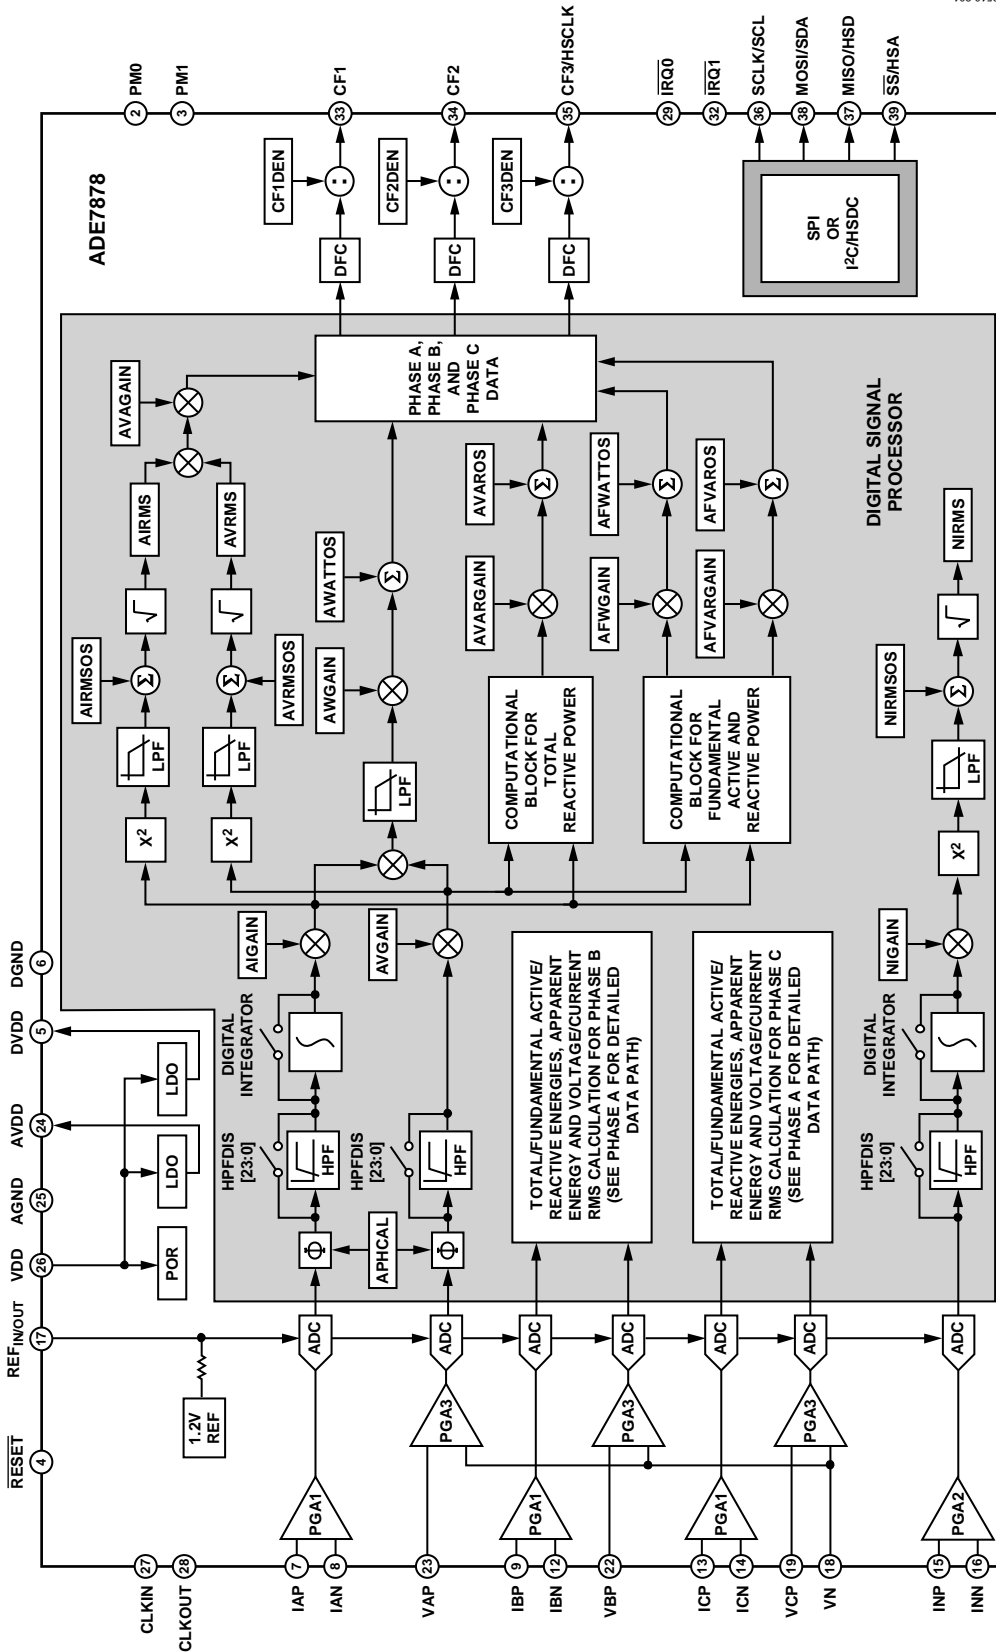 RESET
4
REF IN/OUT
17
VDD
26
AGND
25
AVDD
24
DVDD
5
DGND
6
CLKIN
27
CLKOUT
28
1.2V
REF
POR
LDO
LDO
ADE7878
2
PM0
3
PM1
IAP
7
IAN
8
PGA1
ADC
VAP
23
PGA3
ADC
IBP
9
IBN
12
PGA1
ADC
VBP
22
PGA3
ADC
ICP
13
ICN
14
PGA1
ADC
VCP
19
VN
18
PGA3
ADC
INP
15
INN
16
PGA2
ADC
Φ
APHCAL
Φ
HPFDIS
[23:0]
HPF
DIGITAL
INTEGRATOR
AIGAIN
HPFDIS
[23:0]
HPF
AVGAIN
X2
LPF
AIRMSOS
Σ
√
AIRMS
AVAGAIN
X2
LPF
AVRMSOS
Σ
√
AVRMS
LPF
AWGAIN
AWATTOS
Σ
COMPUTATIONAL
BLOCK FOR
TOTAL
REACTIVE POWER
AVARGAIN
AVAROS
Σ
COMPUTATIONAL
BLOCK FOR
FUNDAMENTAL
ACTIVE AND
REACTIVE POWER
AFWGAIN
AFWATTOS
Σ
AFVARGAIN
AFVAROS
Σ
PHASE A,
PHASE B,
AND
PHASE C
DATA
DFC
CF1DEN
:
33
CF1
DFC
CF2DEN
:
34
CF2
DFC
CF3DEN
:
35
CF3/HSCLK
TOTAL/FUNDAMENTAL ACTIVE/
REACTIVE ENERGIES, APPARENT
ENERGY AND VOLTAGE/CURRENT
RMS CALCULATION FOR PHASE B
(SEE PHASE A FOR DETAILED
DATA PATH)
TOTAL/FUNDAMENTAL ACTIVE/
REACTIVE ENERGIES, APPARENT
ENERGY AND VOLTAGE/CURRENT
RMS CALCULATION FOR PHASE C
(SEE PHASE A FOR DETAILED
DATA PATH)
HPFDIS
[23:0]
HPF
DIGITAL
INTEGRATOR
NIGAIN
X2
LPF
NIRMSOS
Σ
√
NIRMS
DIGITAL SIGNAL
PROCESSOR
29
IRQ0
32
IRQ1
SPI
OR
I2C/HSDC
36
SCLK/SCL
38
MOSI/SDA
37
MISO/HSD
39
SS/HSA